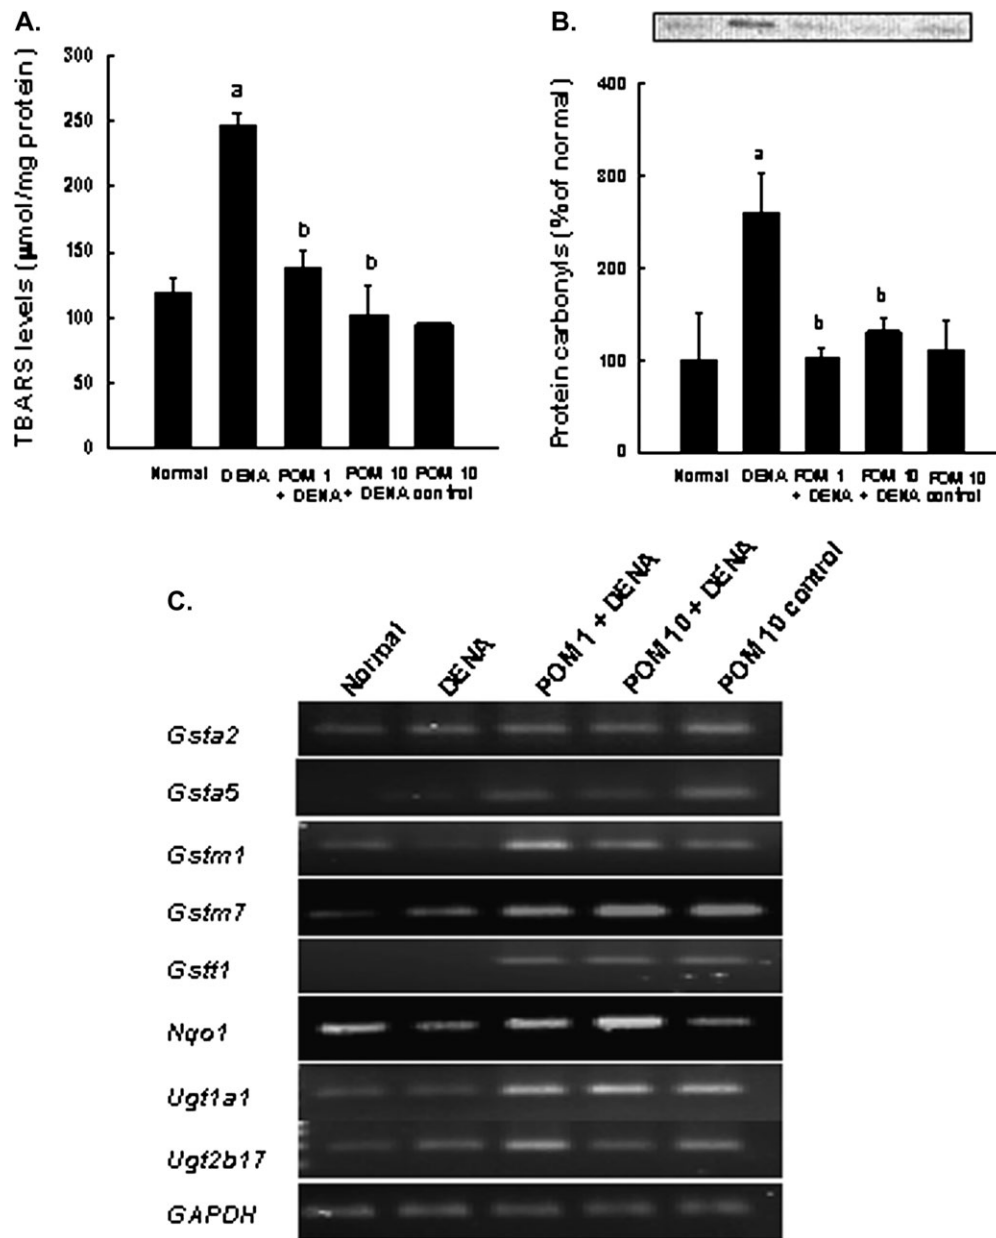 A.
TBARS levels (µmol/mg protein)
300
250
200
150
100
50
0
a
b
b
Normal DENA POM 1 POM 10 POM 10
+ DENA + DENA control
B.
Protein carbonyls (% of normal)
400
300
200
100
0
a
b
b
Normal DENA POM 1 POM 10 POM 10
+ DENA + DENA control
C.
Normal
DENA
POM 1 + DENA
POM 10 + DENA
POM 10 control
Gsta2
Gsta5
Gstm1
Gstm7
Gstt1
Nqo1
Ugt1a1
Ugt2b17
GAPDH